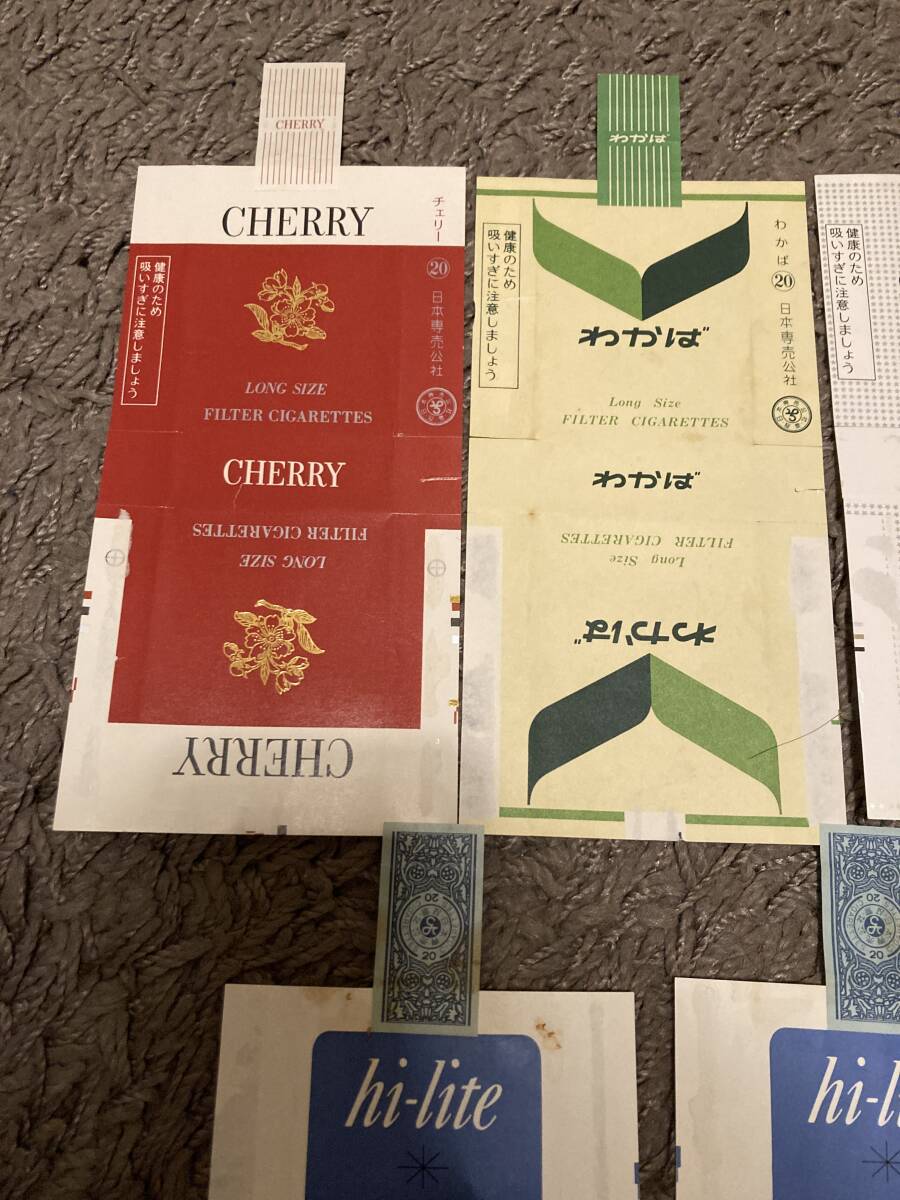 CHERRY
CHERRY
チェリー
⑳ 日本専売公社
健康のため
吸いすぎに注意しましょう
LONG SIZE
FILTER CIGARETTES
CHERRY
FILTER CIGARETTES
LONG SIZE
CHERRY
わかば
わかば ⑳ 日本専売公社
健康のため
吸いすぎに注意しましょう
わかば
Long Size
FILTER CIGARETTES
わかば
FILTER CIGARETTES
Long Size
わかば
健康のため
吸いすぎに注意しましょう
20
20
hi-lite
20
20
hi-li